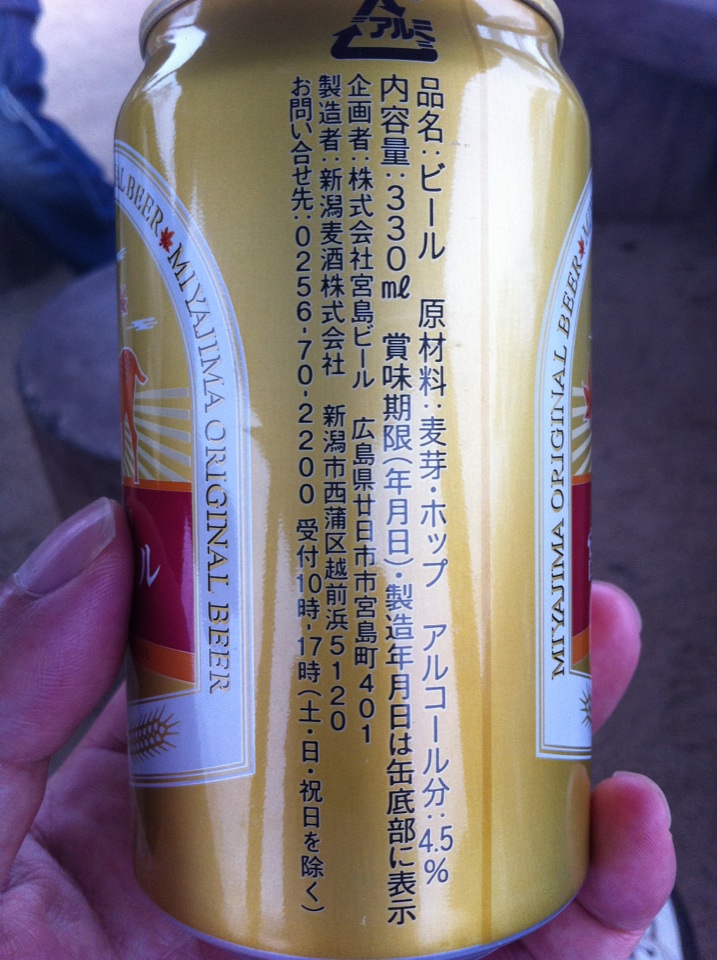 アルミ
品名:ビール 原材料:麦芽・ホップ アルコール分:4.5%
内容量:330㎖ 賞味期限(年月日)・製造年月日は缶底部に表示
企画者:株式会社宮島ビール 広島県廿日市市宮島町401
製造者:新潟麦酒株式会社 新潟市西蒲区越前浜5120
お問い合せ先:0256-70-2200 受付10時-17時(土・日・祝日を除く)
AL BEER MIYAJIMA ORIGINAL BEER
ル
MIYAJIMA ORIGINAL BEER